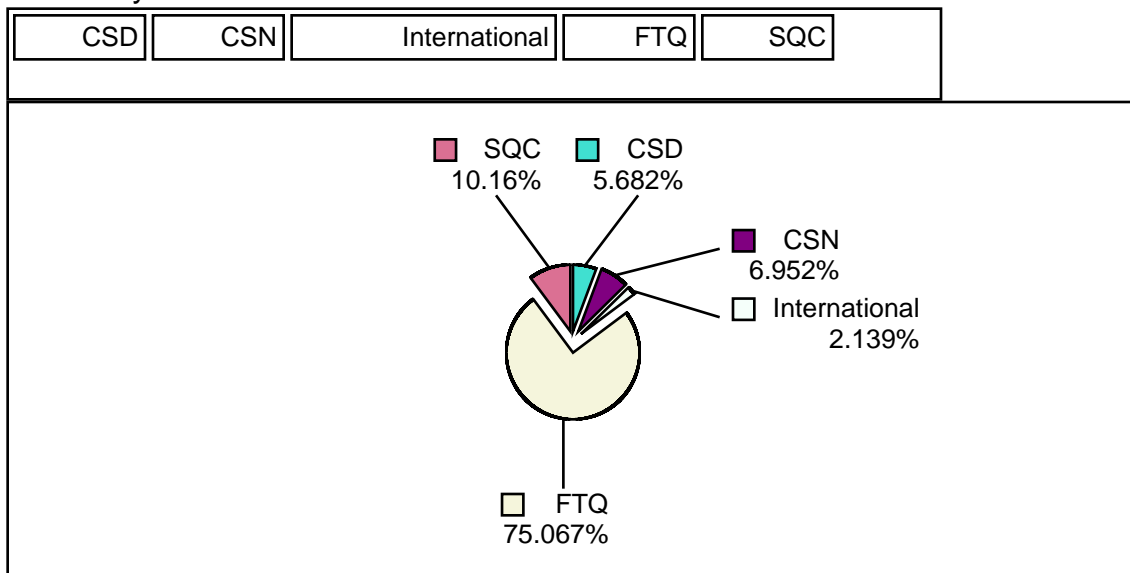 CSD CSN International FTQ SQC
SQC CSD
10.16% 5.682%
CSN
6.952%
International
2.139%
FTQ
75.067%